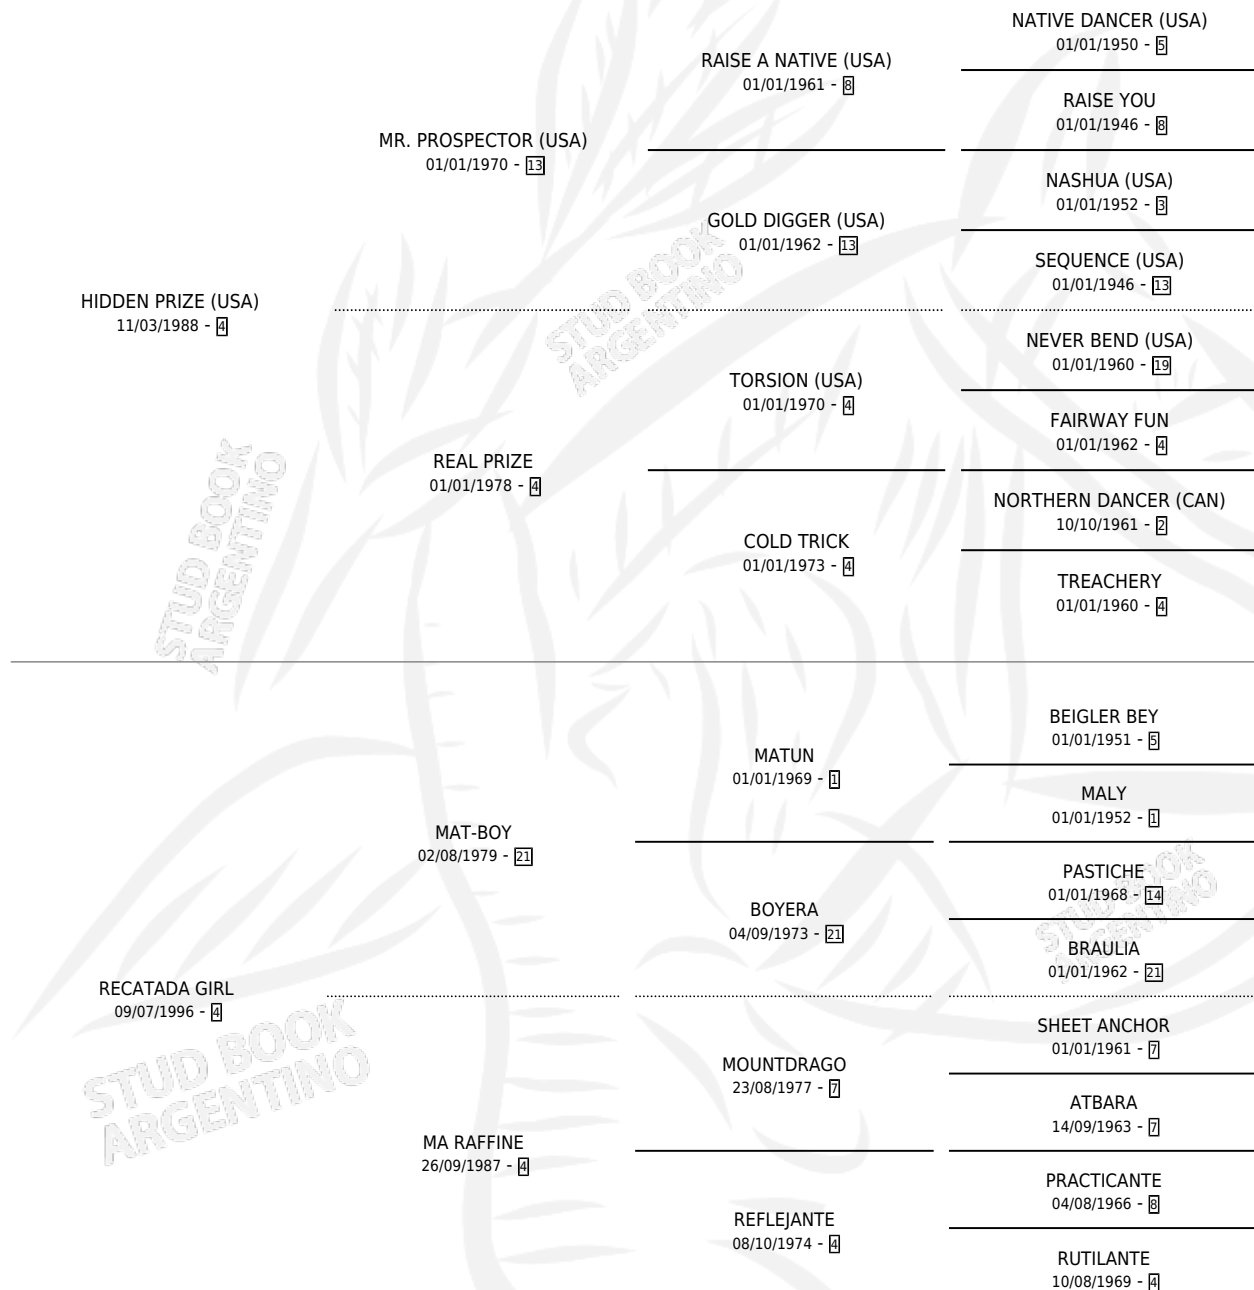 NATIVE DANCER (USA)
01/01/1950 - 5
RAISE A NATIVE (USA)
01/01/1961 - 8
RAISE YOU
01/01/1946 - 8
MR. PROSPECTOR (USA)
01/01/1970 - 13
NASHUA (USA)
01/01/1952 - 3
GOLD DIGGER (USA)
01/01/1962 - 13
SEQUENCE (USA)
01/01/1946 - 13
HIDDEN PRIZE (USA)
11/03/1988 - 4
STUD BOOK
ARGENTINO
NEVER BEND (USA)
01/01/1960 - 19
TORSION (USA)
01/01/1970 - 4
FAIRWAY FUN
01/01/1962 - 4
REAL PRIZE
01/01/1978 - 4
NORTHERN DANCER (CAN)
10/10/1961 - 2
COLD TRICK
01/01/1973 - 4
TREACHERY
01/01/1960 - 4
STUD BOOK
ARGENTINO
BEIGLER BEY
01/01/1951 - 5
MATUN
01/01/1969 - 1
MALY
01/01/1952 - 1
MAT-BOY
02/08/1979 - 21
PASTICHE
01/01/1968 - 14
BOYERA
04/09/1973 - 21
BRAULIA
01/01/1962 - 21
STUD BOOK
ARGENTINO
RECATADA GIRL
09/07/1996 - 4
SHEET ANCHOR
01/01/1961 - 7
MOUNTDRAGO
23/08/1977 - 7
ATBARA
14/09/1963 - 7
STUD BOOK
ARGENTINO
MA RAFFINE
26/09/1987 - 4
PRACTICANTE
04/08/1966 - 8
REFLEJANTE
08/10/1974 - 4
RUTILANTE
10/08/1969 - 4